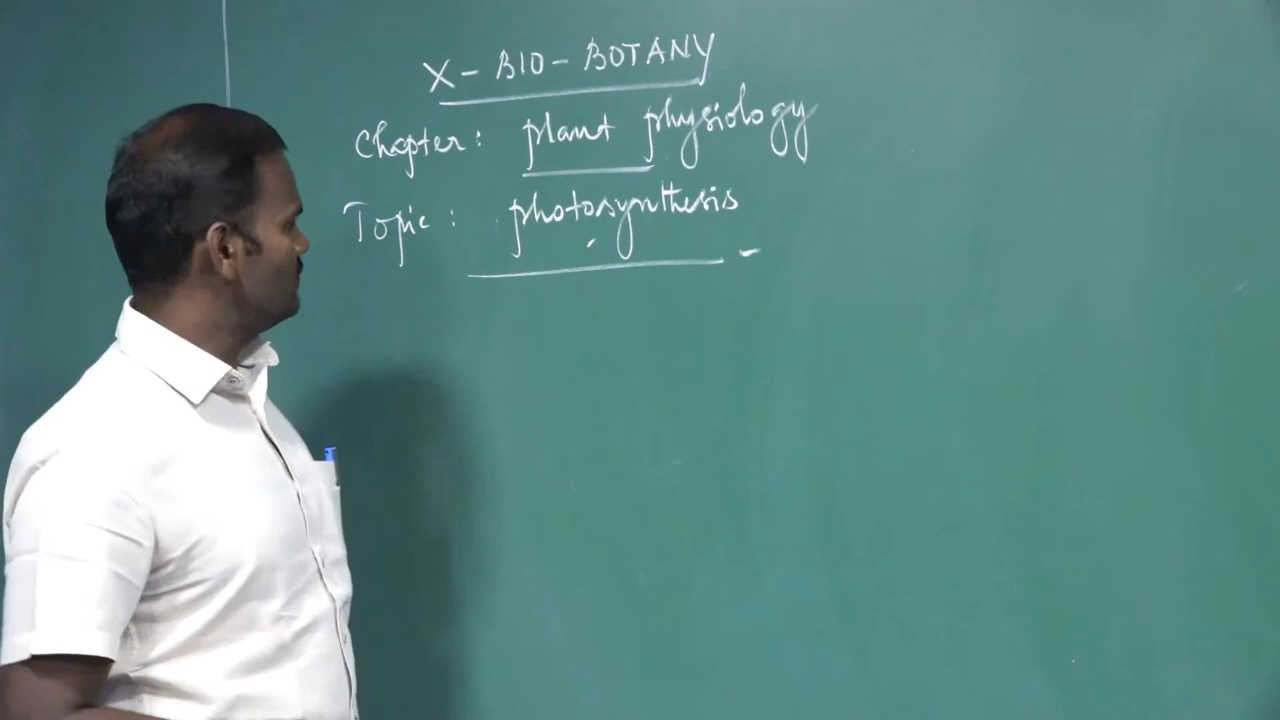 X - BIO - BOTANY
Chapter: plant physiology
Topic: photosynthesis